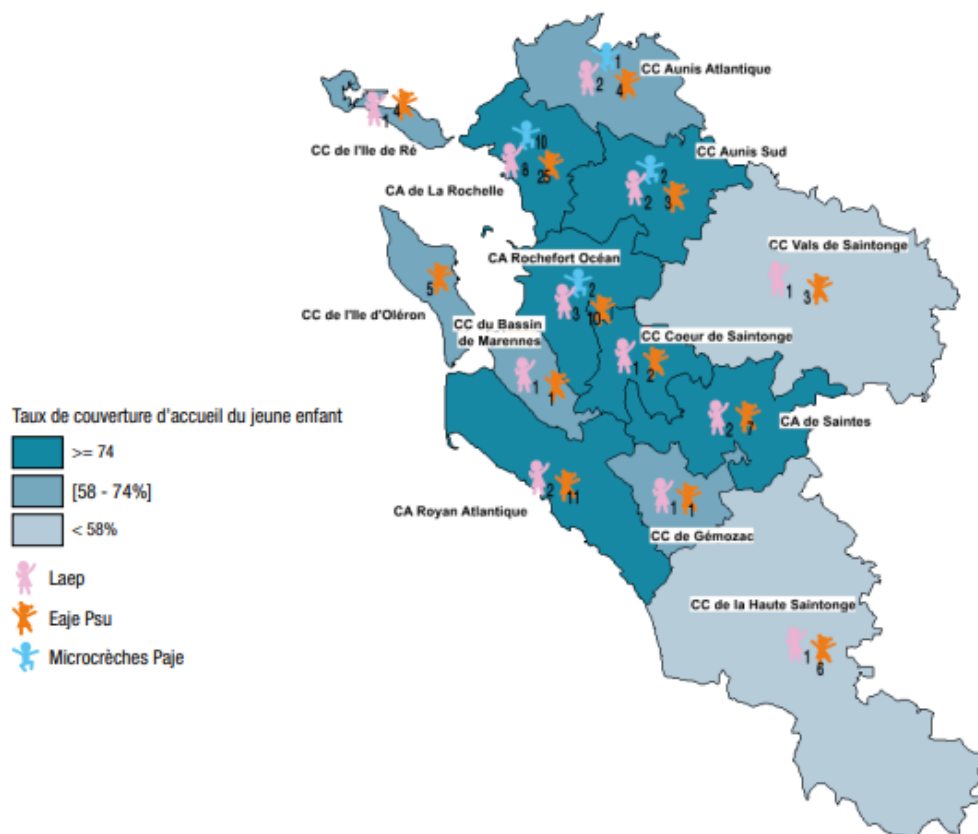 CC Aunis Atlantique
1
2
4
4
1
CC de l'Ile de Ré
10
8
25
CA de La Rochelle
CC Aunis Sud
2
2
3
CC Vals de Saintonge
1
3
CA Rochefort Océan
2
3
10
5
CC de l'Ile d'Oléron
CC du Bassin
de Marennes
1
1
CC Coeur de Saintonge
1
2
CA de Saintes
2
7
CA Royan Atlantique
2
11
1
1
CC de Gémozac
CC de la Haute Saintonge
1
6
Taux de couverture d'accueil du jeune enfant
>= 74
[58 - 74%]
< 58%
Laep
Eaje Psu
Microcrèches Paje